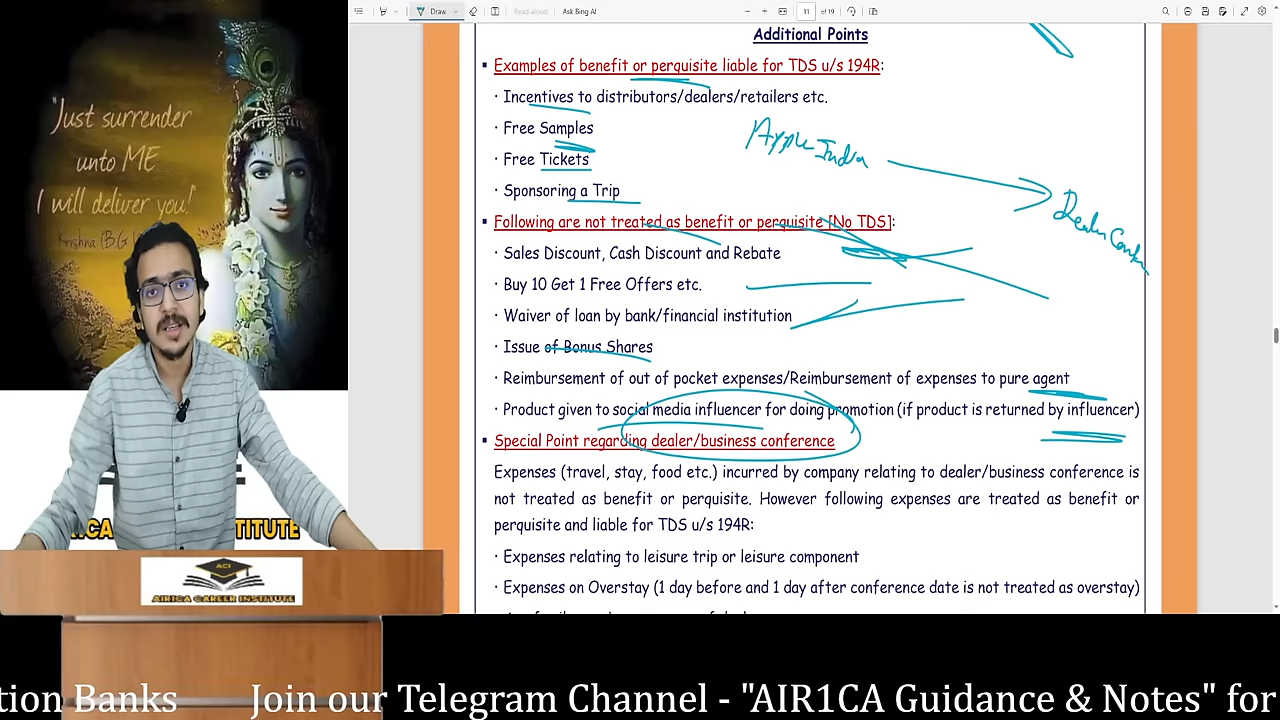 Draw
Read aloud
Ask Bing AI
11
of 19
"Just surrender
unto ME
I will deliver you!"
Krishna (B.G
Additional Points
▪ Examples of benefit or perquisite liable for TDS u/s 194R:
· Incentives to distributors/dealers/retailers etc.
· Free Samples
· Free Tickets
· Sponsoring a Trip
Apple India
Dealer Confer
▪ Following are not treated as benefit or perquisite [No TDS]:
· Sales Discount, Cash Discount and Rebate
· Buy 10 Get 1 Free Offers etc.
· Waiver of loan by bank/financial institution
· Issue of Bonus Shares
· Reimbursement of out of pocket expenses/Reimbursement of expenses to pure agent
· Product given to social media influencer for doing promotion (if product is returned by influencer)
▪ Special Point regarding dealer/business conference
Expenses (travel, stay, food etc.) incurred by company relating to dealer/business conference is
not treated as benefit or perquisite. However following expenses are treated as benefit or
perquisite and liable for TDS u/s 194R:
· Expenses relating to leisure trip or leisure component
· Expenses on Overstay (1 day before and 1 day after conference date is not treated as overstay)
STITUTE
ACI
AIR1CA CAREER INSTITUTE
tion Banks
Join our Telegram Channel - "AIR1CA Guidance & Notes" for